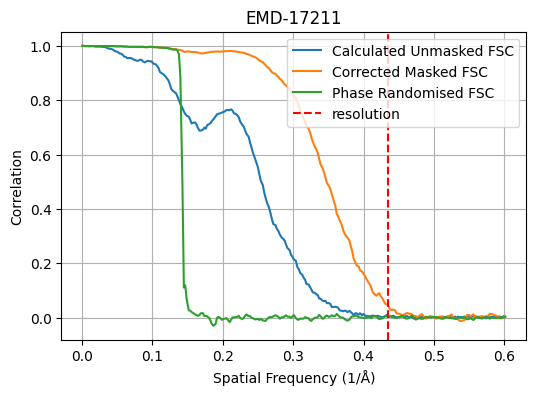 EMD-17211
Calculated Unmasked FSC
Corrected Masked FSC
Phase Randomised FSC
resolution
Correlation
1.0
0.8
0.6
0.4
0.2
0.0
0.0 0.1 0.2 0.3 0.4 0.5 0.6
Spatial Frequency (1/Å)